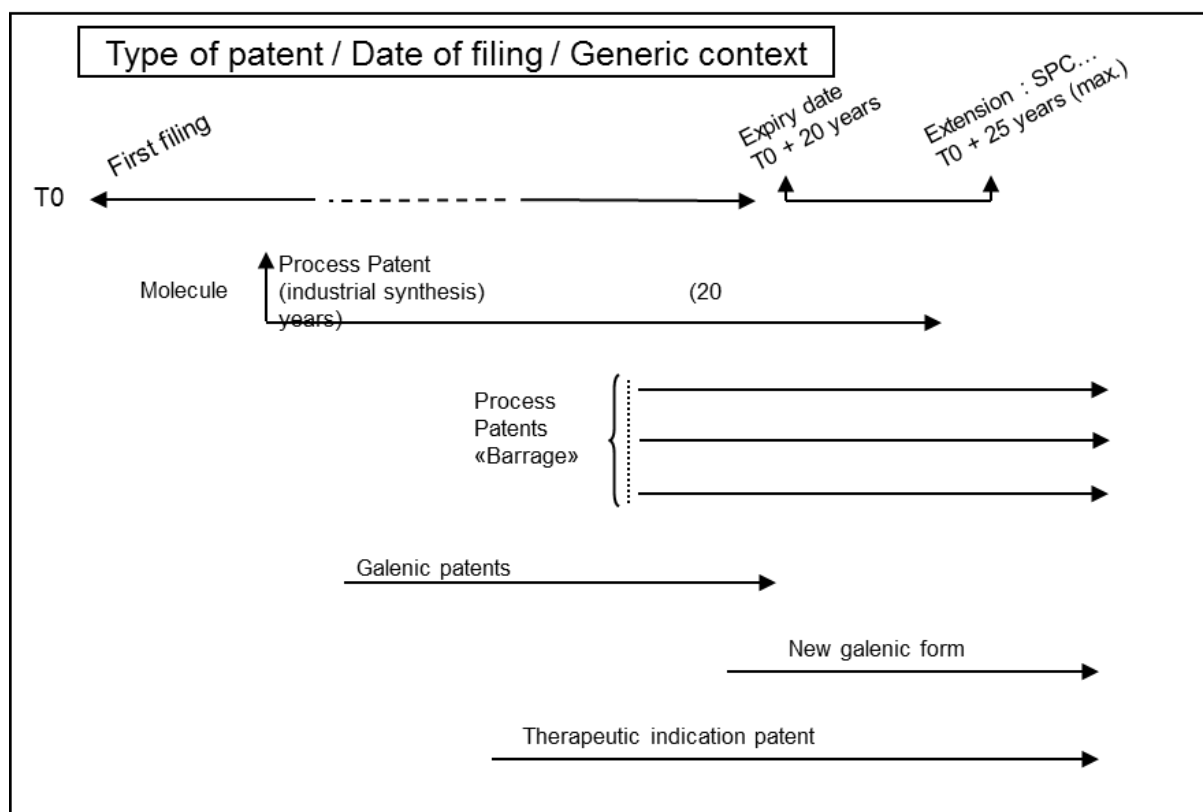 Type of patent / Date of filing / Generic context
First filing
Expiry date
T0 + 20 years
Extension : SPC...
T0 + 25 years (max.)
T0
Molecule
Process Patent
(industrial synthesis) (20
years)
Process
Patents
«Barrage»
Galenic patents
New galenic form
Therapeutic indication patent